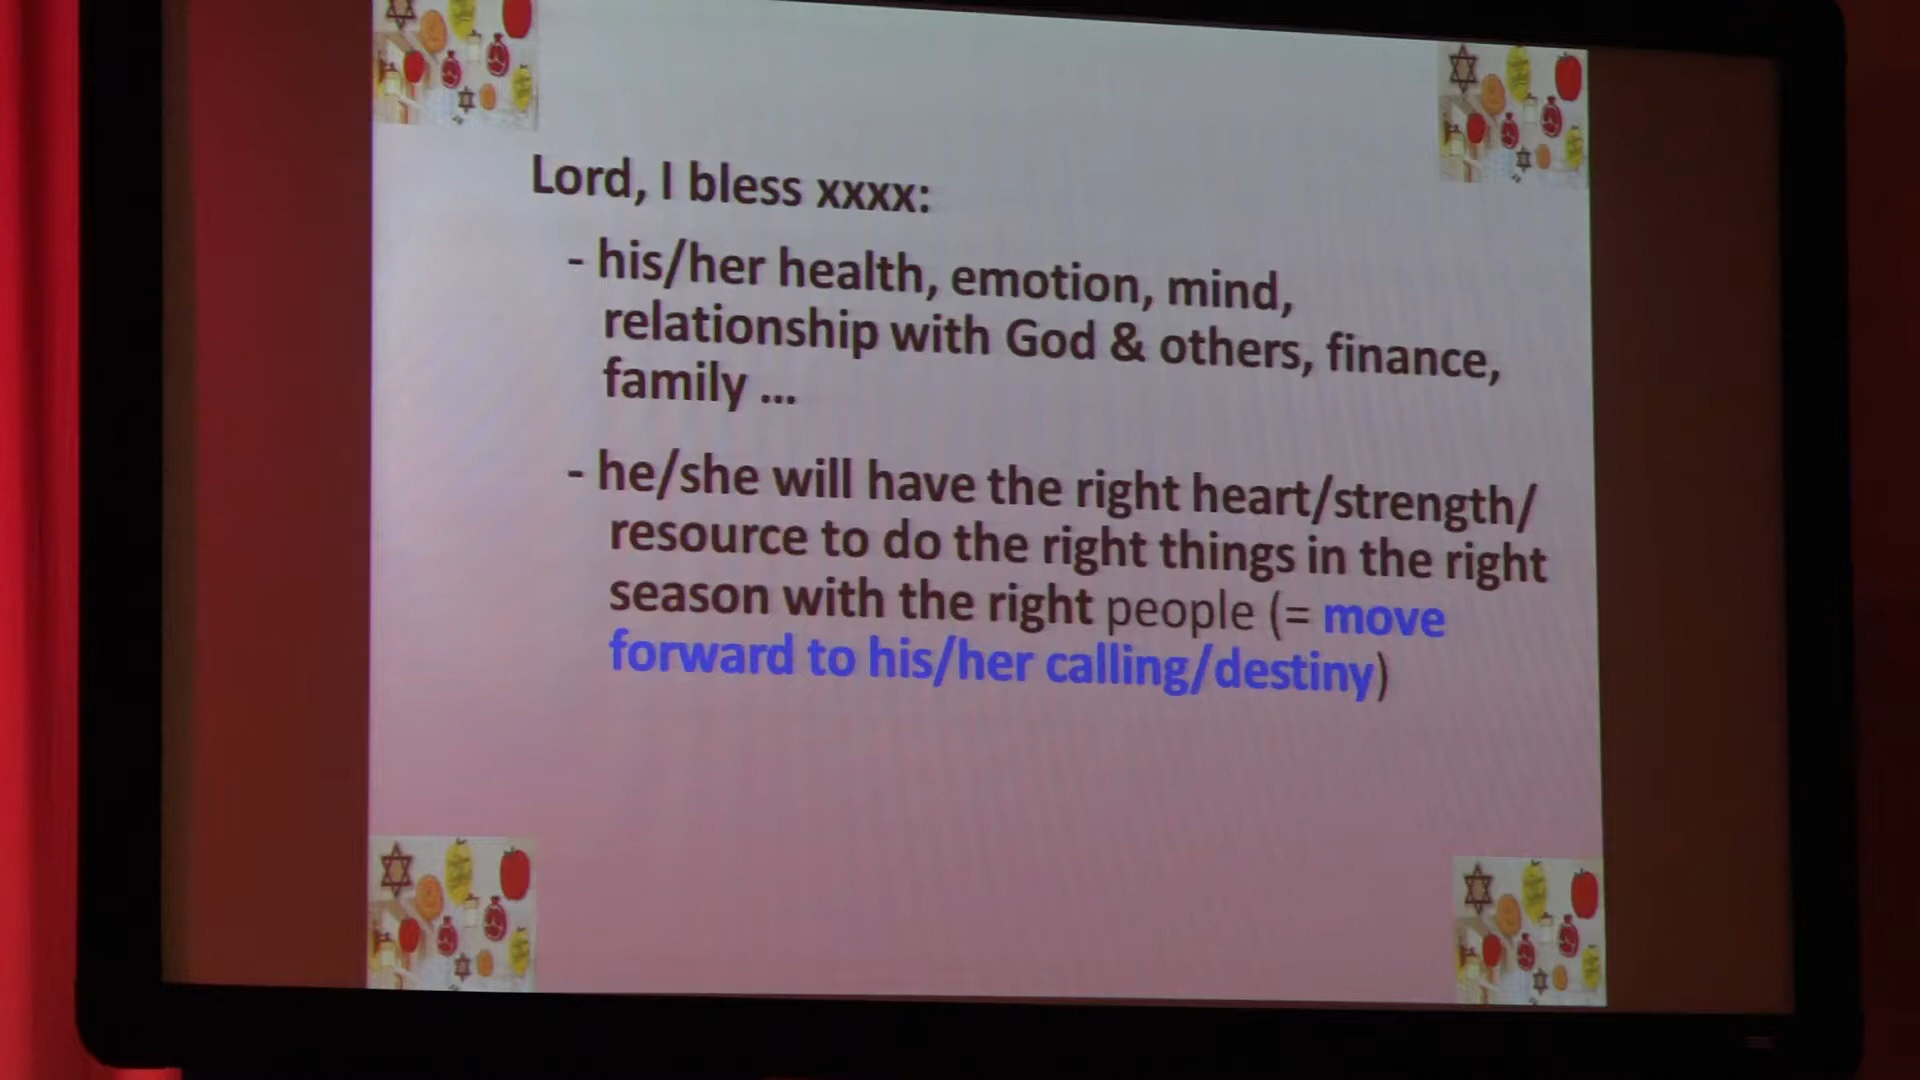 Lord, I bless xxxx:
- his/her health, emotion, mind,
relationship with God & others, finance,
family ...
- he/she will have the right heart/strength/
resource to do the right things in the right
season with the right people (= move
forward to his/her calling/destiny)